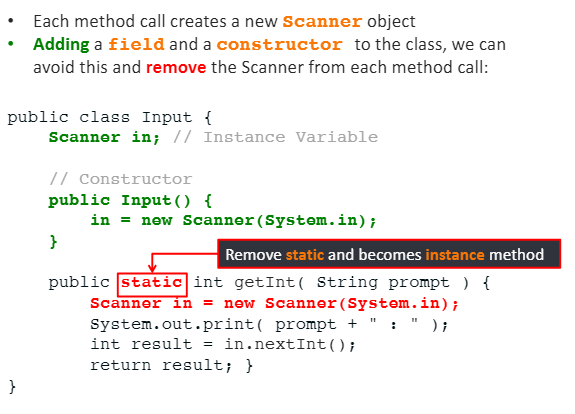 • Each method call creates a new Scanner object
• Adding a field and a constructor to the class, we can
avoid this and remove the Scanner from each method call:
public class Input {
Scanner in; // Instance Variable
// Constructor
public Input() {
in = new Scanner(System.in);
}
Remove static and becomes instance method
public static int getInt( String prompt ) {
Scanner in = new Scanner(System.in);
System.out.print( prompt + " : " );
int result = in.nextInt();
return result; }
}